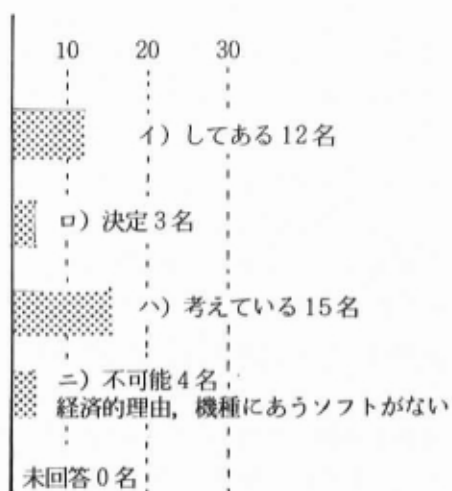 10 20 30
イ）してある 12名
ロ）決定 3名
ハ）考えている 15名
ニ）不可能 4名
経済的理由，機種にあうソフトがない
未回答 0名